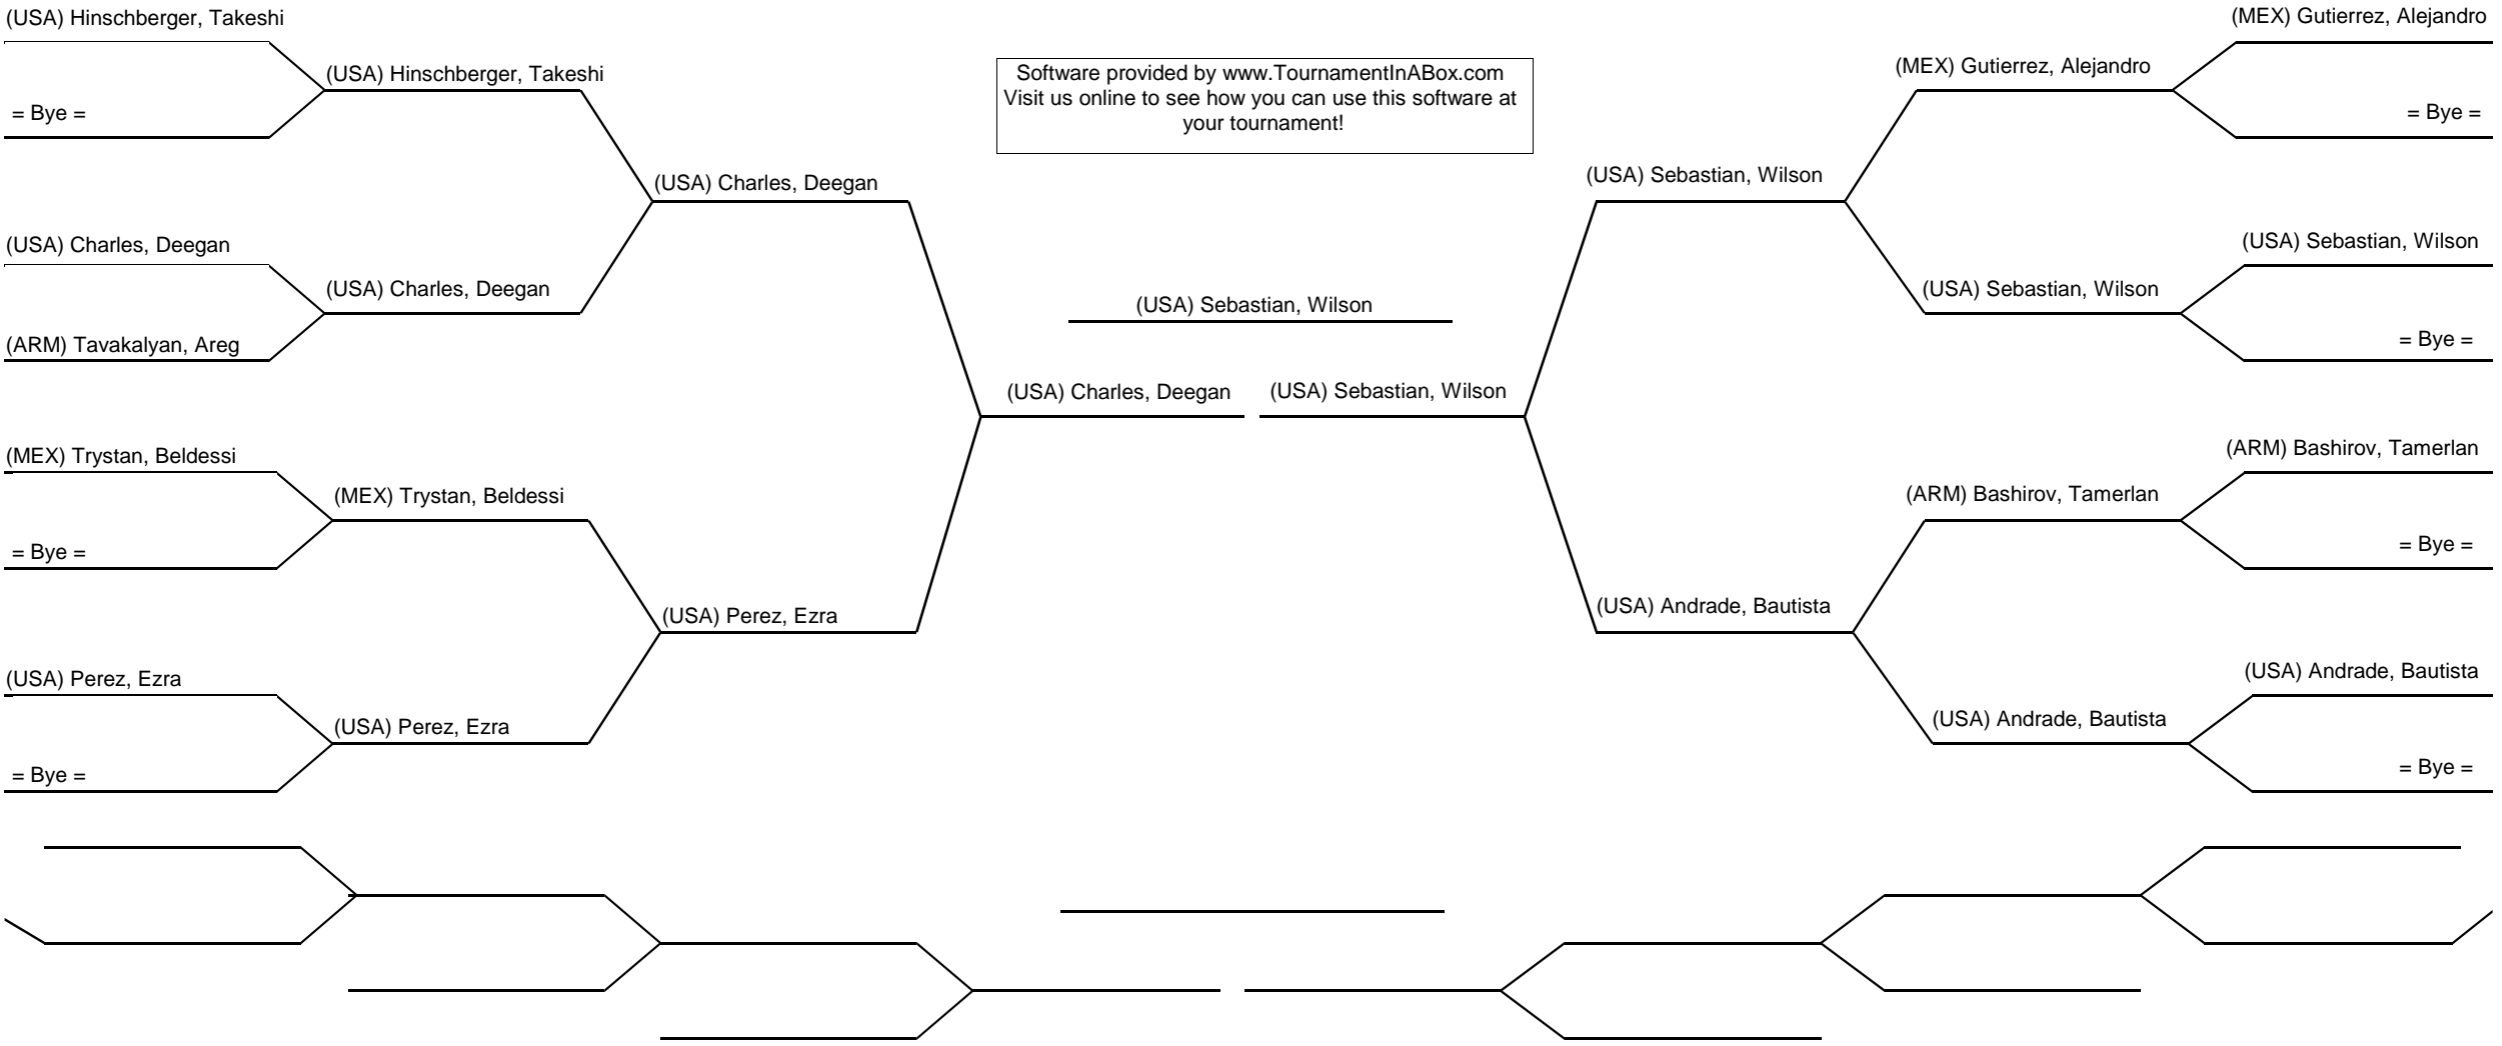 (USA) Hinschberger, Takeshi
= Bye =
(USA) Charles, Deegan
(ARM) Tavakalyan, Areg
(MEX) Trystan, Beldessi
= Bye =
(USA) Perez, Ezra
= Bye =
(USA) Hinschberger, Takeshi
(USA) Charles, Deegan
(MEX) Trystan, Beldessi
(USA) Perez, Ezra
(USA) Charles, Deegan
(USA) Perez, Ezra
Software provided by www.TournamentInABox.com
Visit us online to see how you can use this software at
your tournament!
(USA) Sebastian, Wilson
(USA) Charles, Deegan
(USA) Sebastian, Wilson
(USA) Sebastian, Wilson
(USA) Andrade, Bautista
(MEX) Gutierrez, Alejandro
(USA) Sebastian, Wilson
(ARM) Bashirov, Tamerlan
(USA) Andrade, Bautista
(MEX) Gutierrez, Alejandro
= Bye =
(USA) Sebastian, Wilson
= Bye =
(ARM) Bashirov, Tamerlan
= Bye =
(USA) Andrade, Bautista
= Bye =